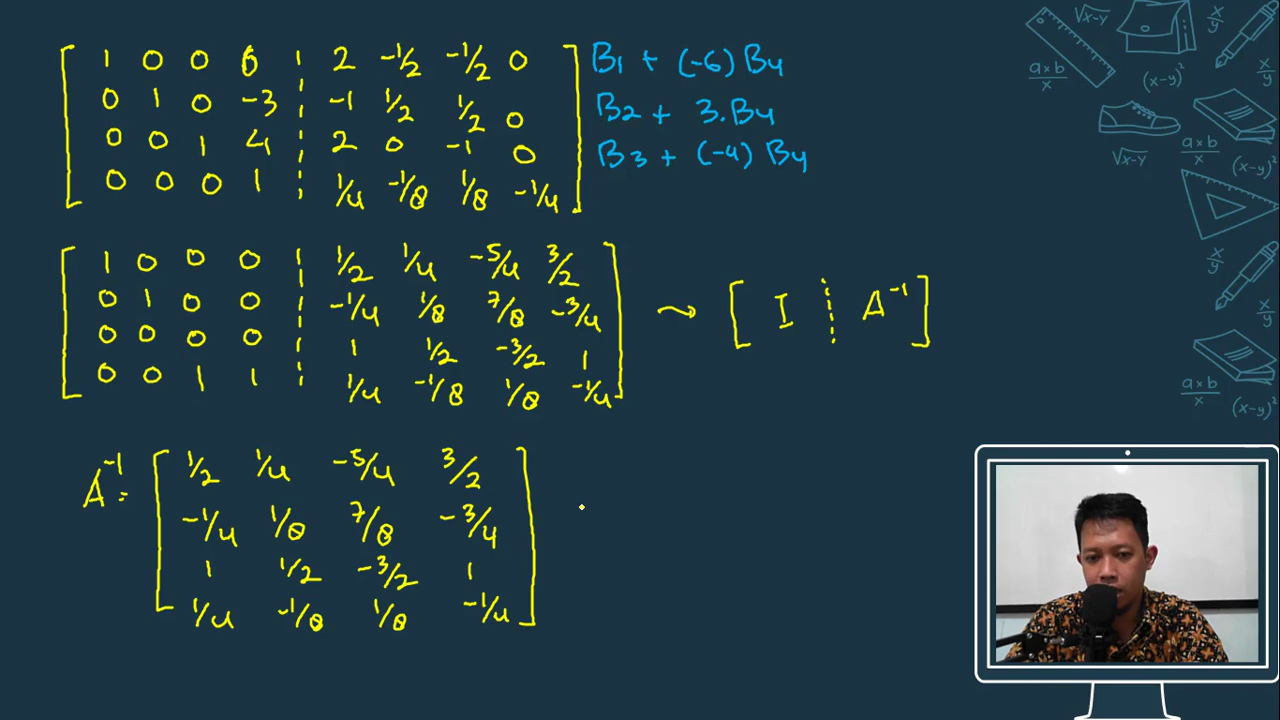 1 0 0 6 | 2 -1/2 -1/2 0 B1 + (-6) B4
0 1 0 -3 | -1 1/2 1/2 0 B2 + 3.B4
0 0 1 4 | 2 0 -1 0 B3 + (-4) B4
0 0 0 1 | 1/4 -1/8 1/8 -1/4
1 0 0 0 | 1/2 1/4 -5/4 3/2
0 1 0 0 | -1/4 1/8 7/8 -3/4 ~> [ I | A^-1 ]
0 0 0 0 | 1 1/2 -3/2 1
0 0 1 1 | 1/4 -1/8 1/8 -1/4
A^-1 = 1/2 1/4 -5/4 3/2
-1/4 1/8 7/8 -3/4
1 1/2 -3/2 1
1/4 -1/8 1/8 -1/4
√x-y
x/y
a×b/x
(x-y)²
x/y
√x-y
a×b/x
(x-y)²
x/y
x/y
a×b/x
(x-y)²